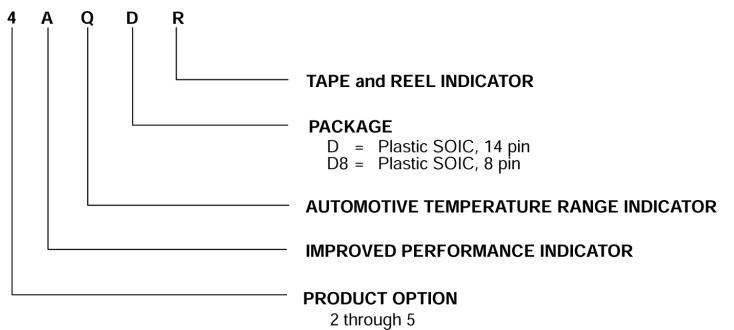 4 A Q D R
TAPE and REEL INDICATOR
PACKAGE
D = Plastic SOIC, 14 pin
D8 = Plastic SOIC, 8 pin
AUTOMOTIVE TEMPERATURE RANGE INDICATOR
IMPROVED PERFORMANCE INDICATOR
PRODUCT OPTION
2 through 5